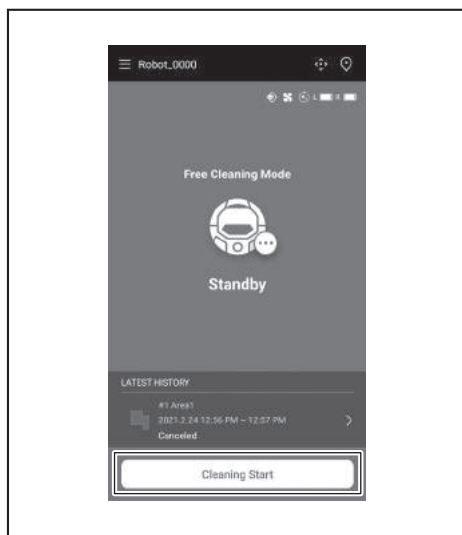 Robot_0000
L R
Free Cleaning Mode
Standby
LATEST HISTORY
#1 Area1
2021.2.24 12:56 PM ~ 12:57 PM
Canceled
Cleaning Start